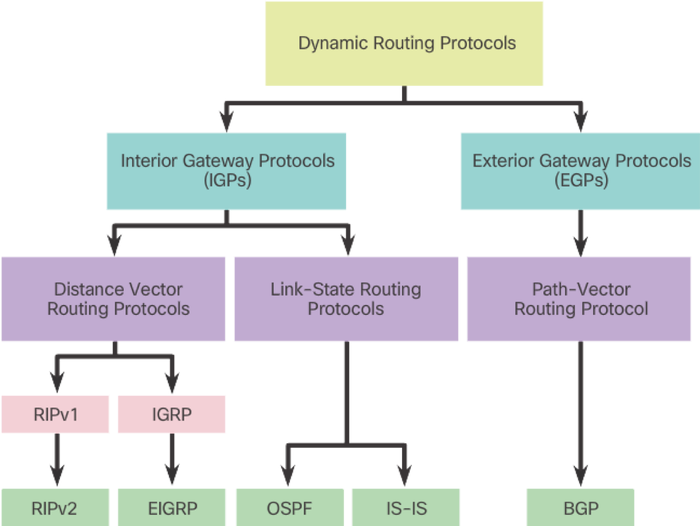 Dynamic Routing Protocols
Interior Gateway Protocols
(IGPs)
Exterior Gateway Protocols
(EGPs)
Distance Vector
Routing Protocols
Link-State Routing
Protocols
Path-Vector
Routing Protocol
RIPv1
IGRP
RIPv2
EIGRP
OSPF
IS-IS
BGP